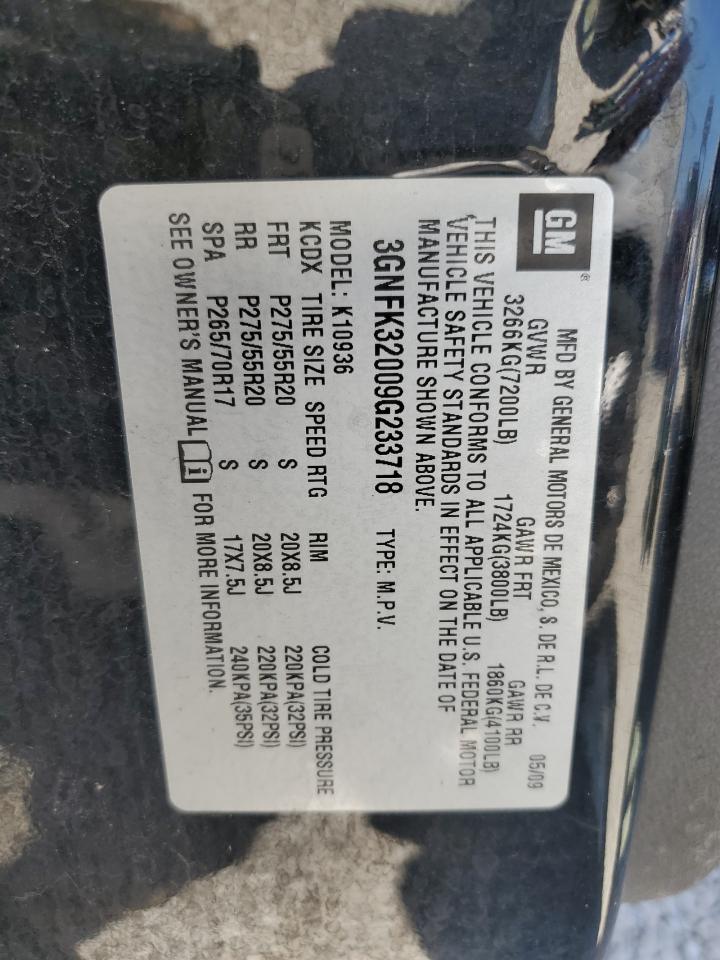 GM®
MFD BY GENERAL MOTORS DE MEXICO, S. DE R.L. DE C.V. 05/09
GVWR GAWR FRT GAWR RR
3266KG(7200LB) 1724KG(3800LB) 1860KG(4100LB)
THIS VEHICLE CONFORMS TO ALL APPLICABLE U.S. FEDERAL MOTOR
VEHICLE SAFETY STANDARDS IN EFFECT ON THE DATE OF
MANUFACTURE SHOWN ABOVE.
3GNFK32009G233718 TYPE: M.P.V.
MODEL: K10936
KCDX TIRE SIZE SPEED RTG RIM COLD TIRE PRESSURE
FRT P275/55R20 S 20X8.5J 220KPA(32PSI)
RR P275/55R20 S 20X8.5J 220KPA(32PSI)
SPA P265/70R17 S 17X7.5J 240KPA(35PSI)
SEE OWNER'S MANUAL i FOR MORE INFORMATION.